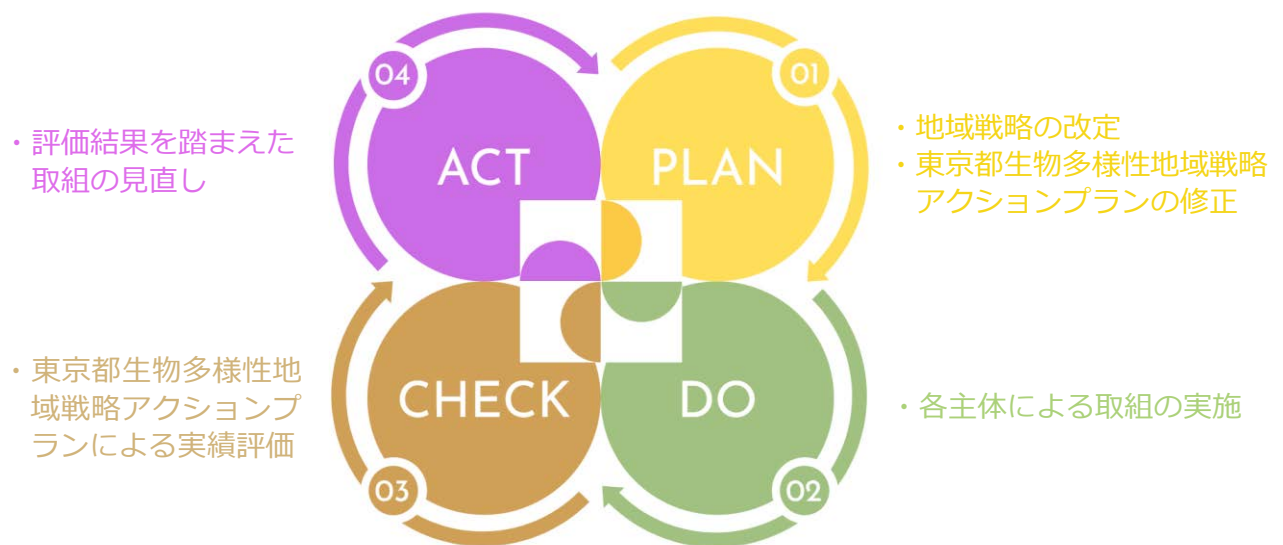 04
ACT
・評価結果を踏まえた
取組の見直し
01
PLAN
・地域戦略の改定
・東京都生物多様性地域戦略
アクションプランの修正
03
CHECK
・東京都生物多様性地
域戦略アクションプ
ランによる実績評価
02
DO
・各主体による取組の実施